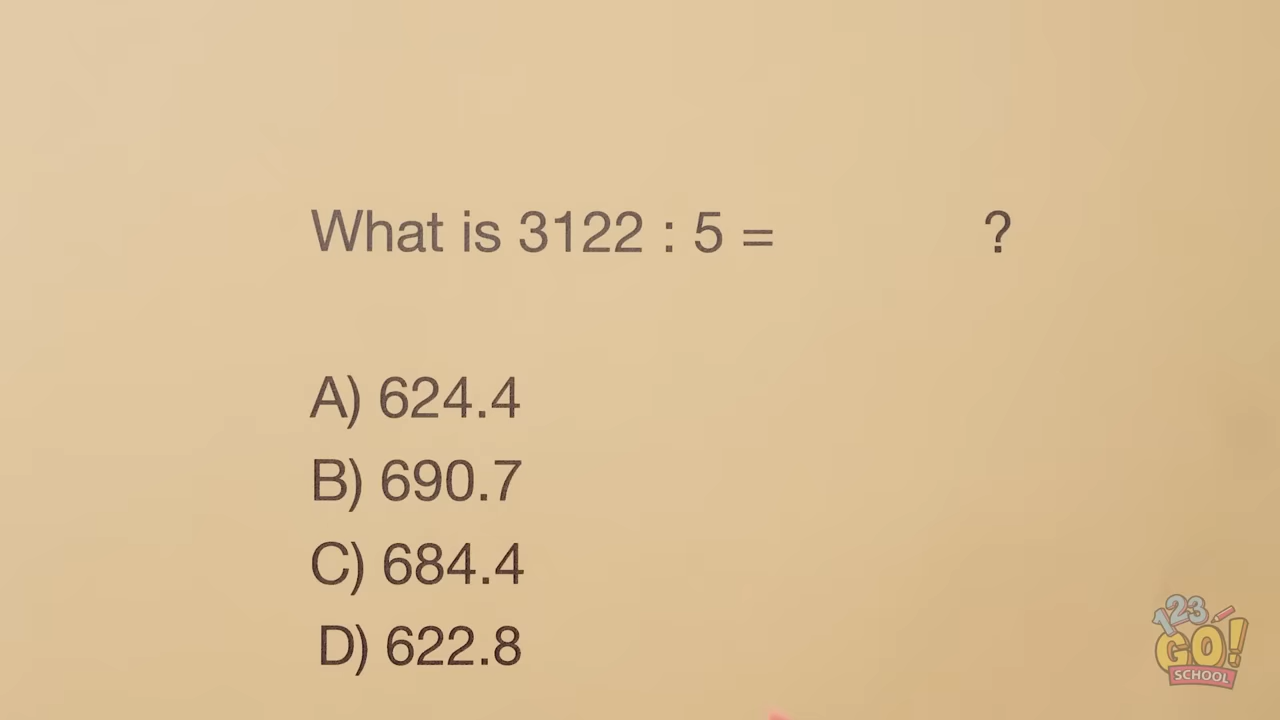 What is 3122 : 5 = ?
A) 624.4
B) 690.7
C) 684.4
D) 622.8
123
GO!
SCHOOL